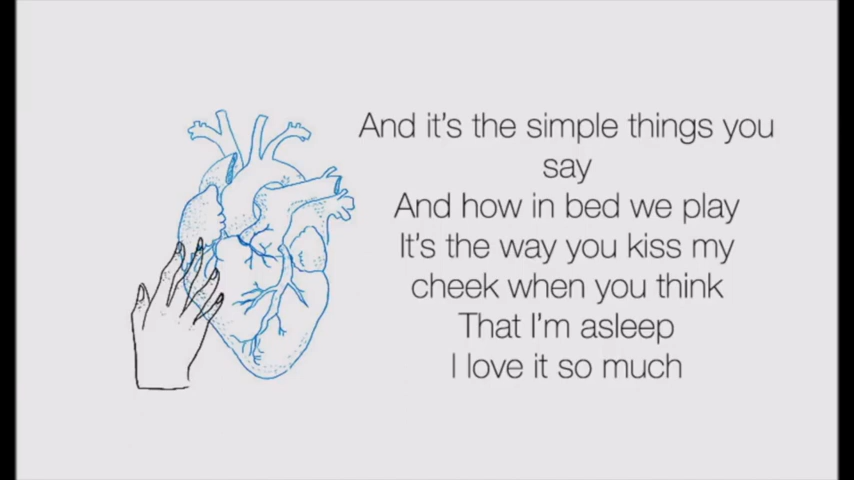 And it's the simple things you
say
And how in bed we play
It's the way you kiss my
cheek when you think
That I'm asleep
I love it so much